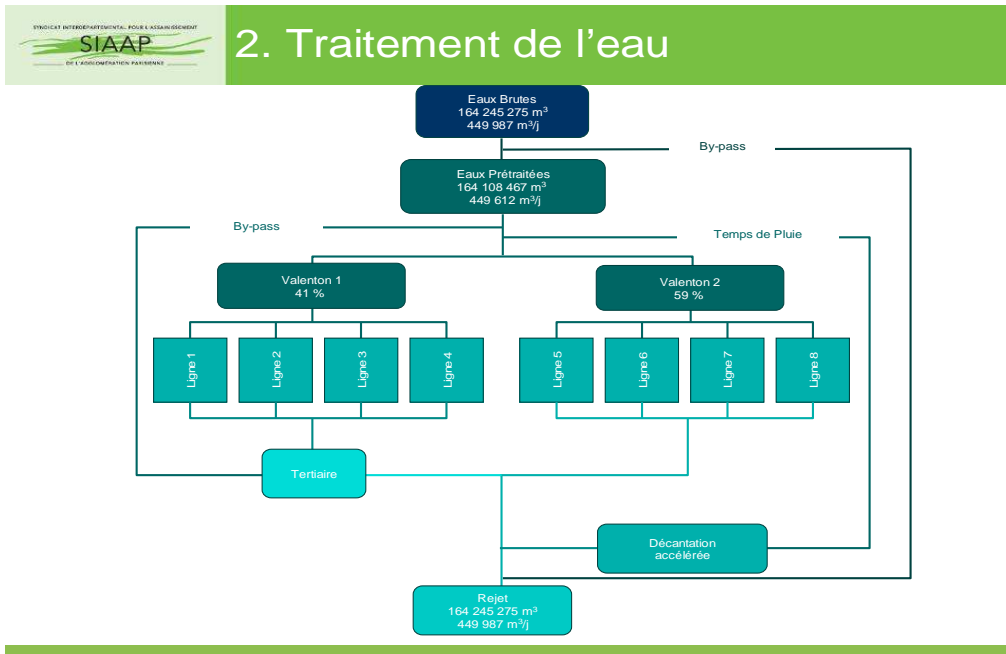 SYNDICAT INTERDÉPARTEMENTAL POUR L'ASSAINISSEMENT
SIAAP
DE L'AGGLOMÉRATION PARISIENNE
2. Traitement de l'eau
Eaux Brutes
164 245 275 m³
449 987 m³/j
By-pass
Eaux Prétraitées
164 108 467 m³
449 612 m³/j
By-pass
Temps de Pluie
Valenton 1
41 %
Valenton 2
59 %
Ligne 1
Ligne 2
Ligne 3
Ligne 4
Ligne 5
Ligne 6
Ligne 7
Ligne 8
Tertiaire
Décantation
accélérée
Rejet
164 245 275 m³
449 987 m³/j